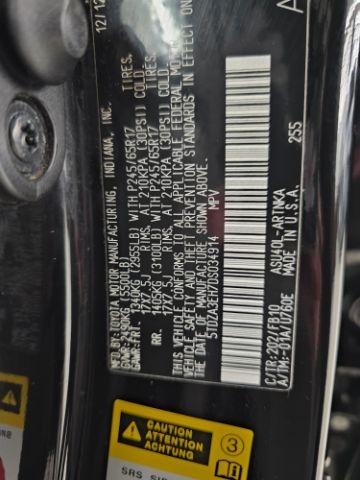 12/12
MFD. BY: TOYOTA MOTOR MANUFACTURING, INDIANA, INC.
GVWR: 2490KG (5500LB)
GAWR: FR. 1340KG (2955LB) WITH P245/65R17 TIRES,
17X7.5J RIMS, AT 210KPA (30PSI) COLD
RR. 1405KG (3100LB) WITH P245/65R17 TIRES,
17X7.5J RIMS, AT 210KPA (30PSI) COLD
THIS VEHICLE CONFORMS TO ALL APPLICABLE FEDERAL MOTOR
VEHICLE SAFETY AND THEFT PREVENTION STANDARDS IN EFFECT ON
THE DATE OF MANUFACTURE SHOWN ABOVE.
5TDZA3EH7DS034914 MPV
255
C/TR: 202/FB10 ASU40L-ARTNKA
A/TM: -01A/U760E MADE IN U.S.A.
A
ATTENTION
ACHTUNG
3
SRS